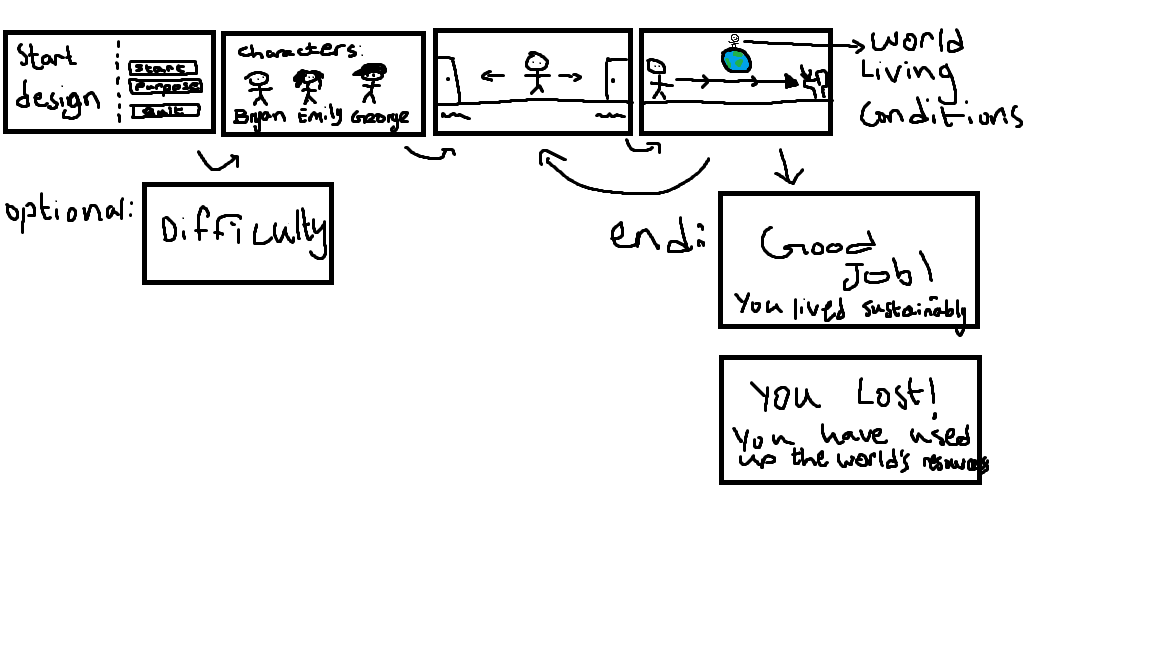 Start
design
Start
Purpose
Quit
Characters:
Bryan Emily George
World
Living
Conditions
optional:
Difficulty
end:
Good
Job!
You lived sustainably
You Lost!
You have used
up the world's resources